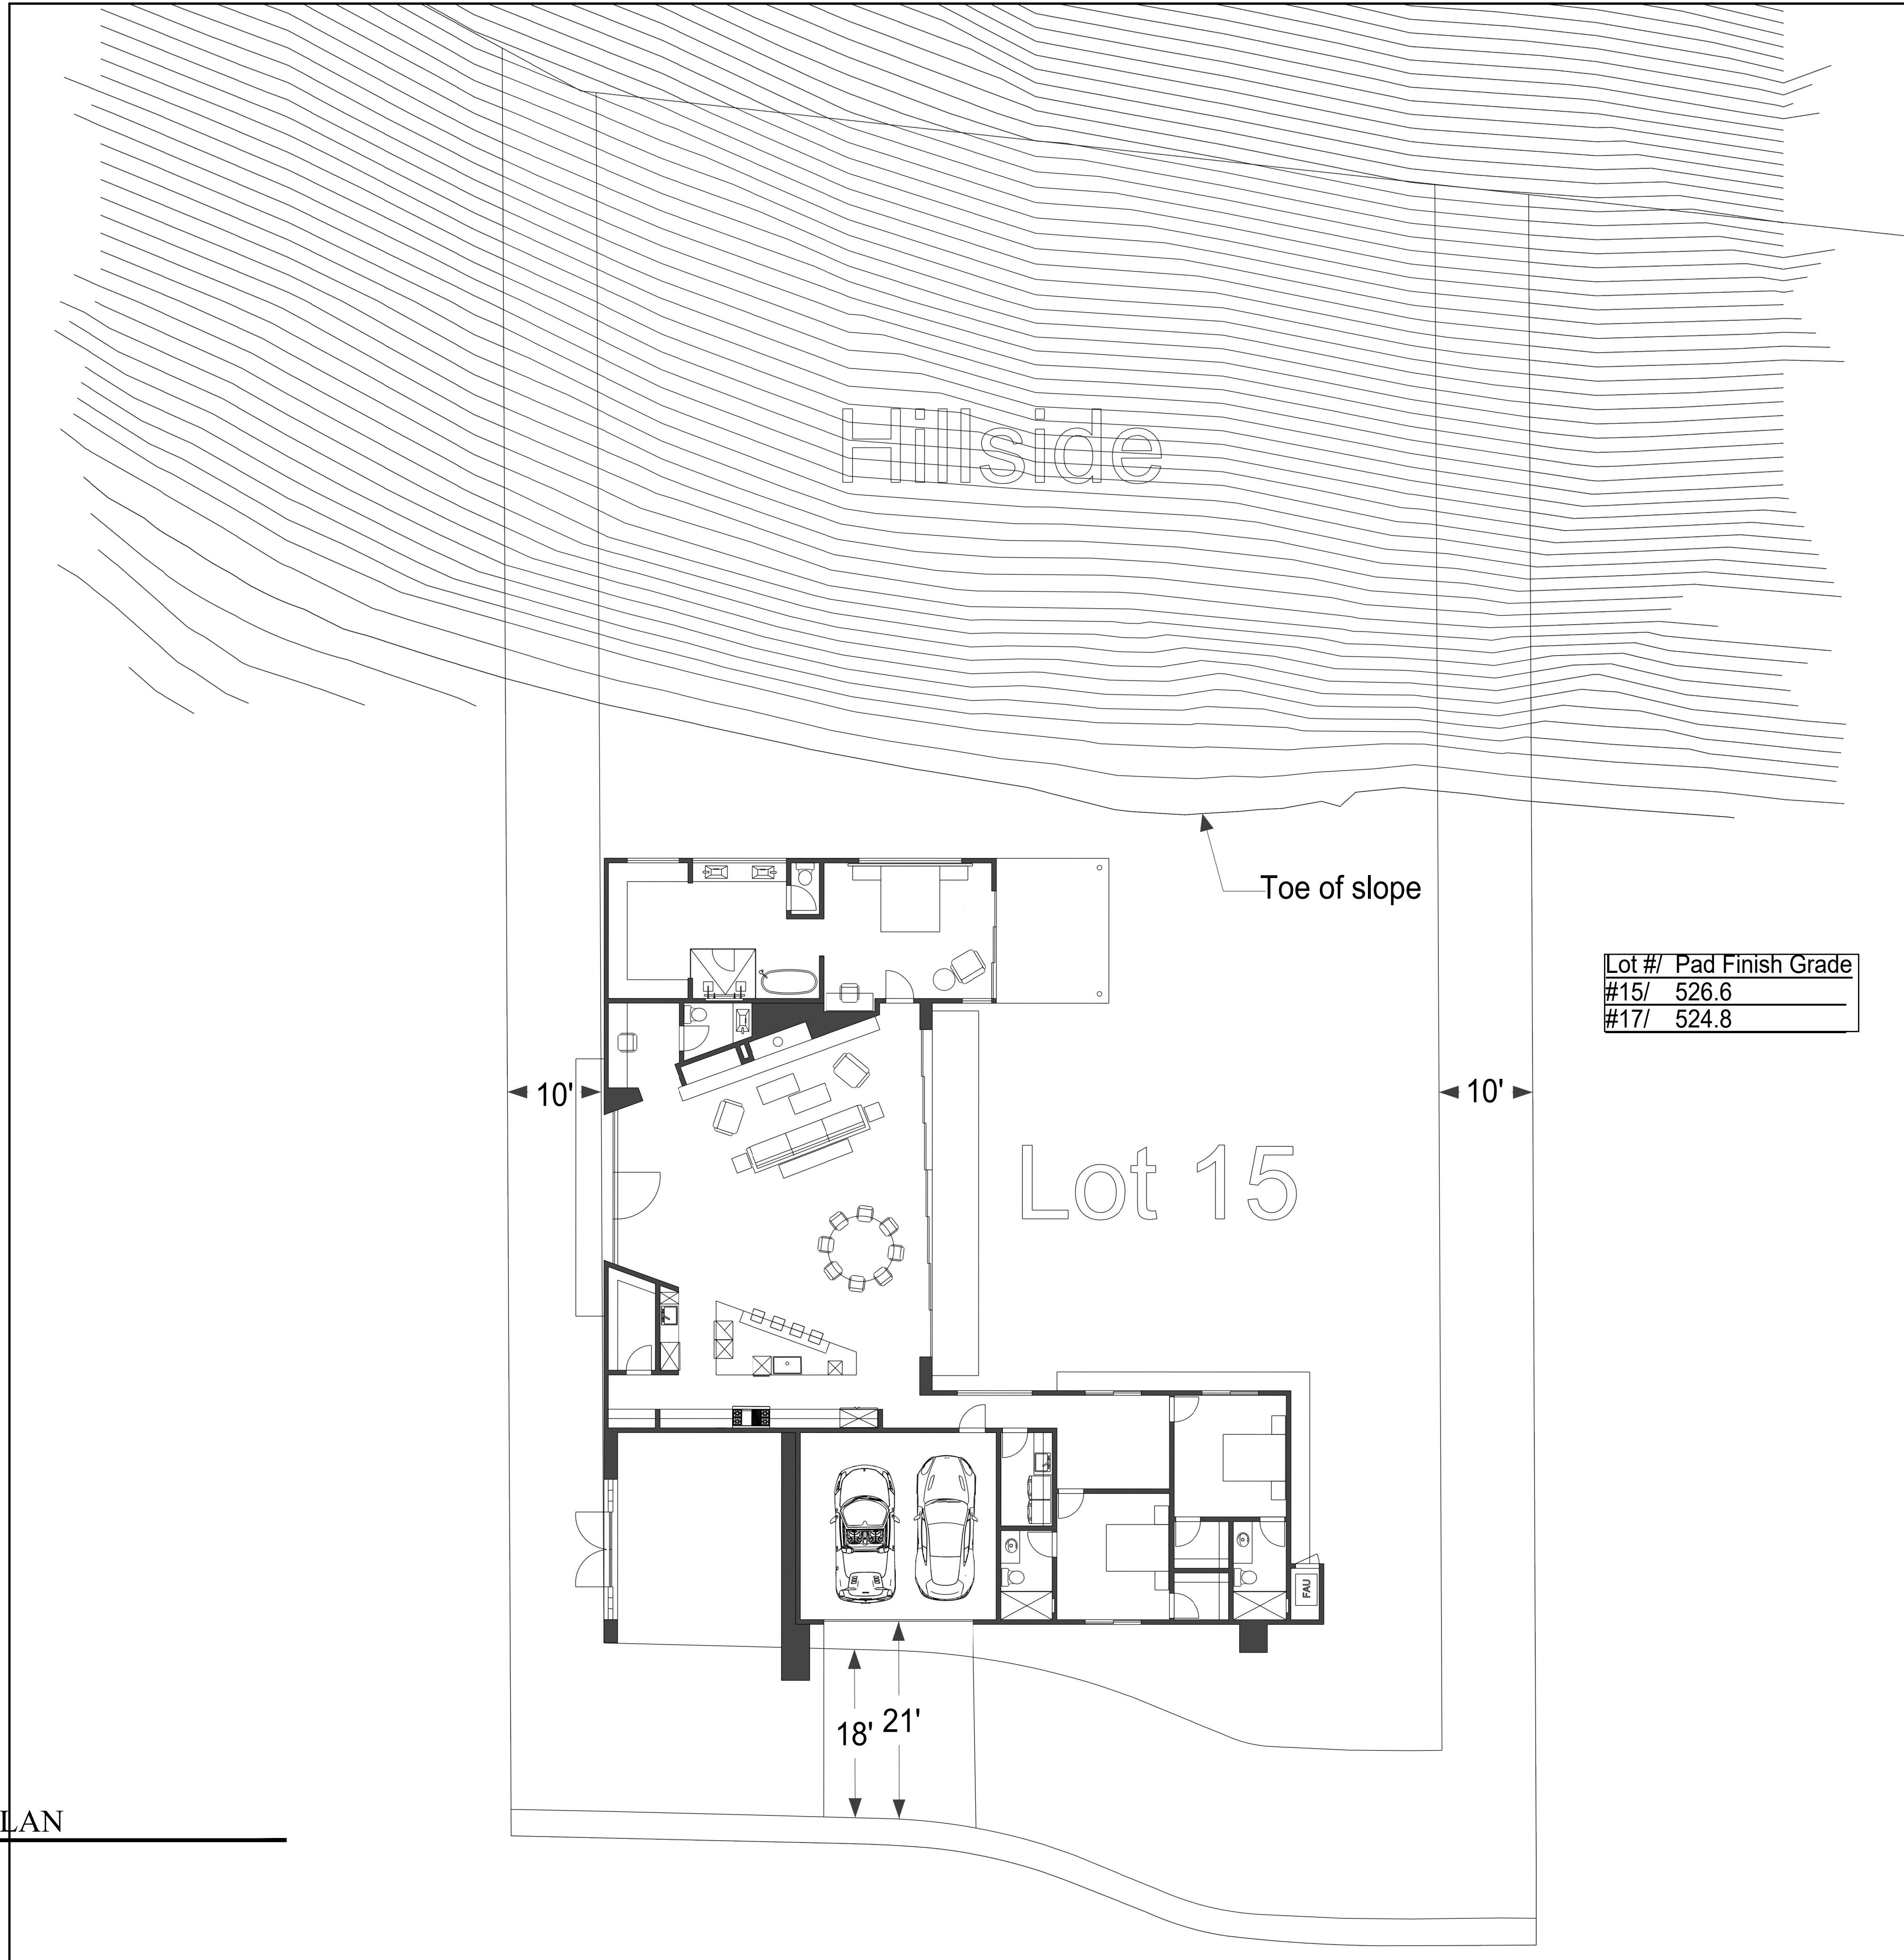 Hillside
Toe of slope
Lot #/ Pad Finish Grade
#15/ 526.6
#17/ 524.8
10'
10'
Lot 15
FAU
18'
21'
LAN